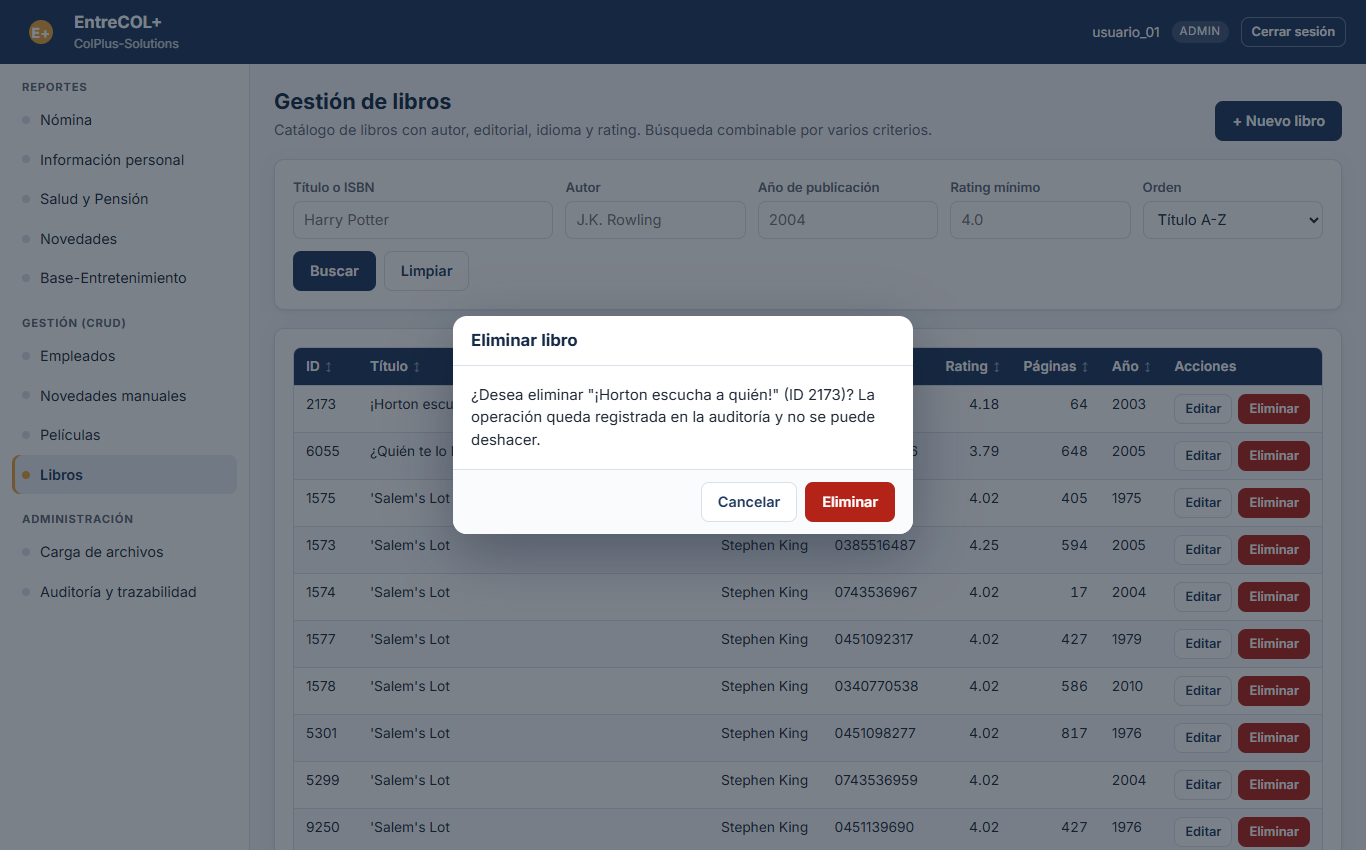 E+
EntreCOL+
ColPlus-Solutions
usuario_01 ADMIN Cerrar sesión
REPORTES
Nómina
Información personal
Salud y Pensión
Novedades
Base-Entretenimiento
GESTIÓN (CRUD)
Empleados
Novedades manuales
Películas
Libros
ADMINISTRACIÓN
Carga de archivos
Auditoría y trazabilidad
Gestión de libros
Catálogo de libros con autor, editorial, idioma y rating. Búsqueda combinable por varios criterios.
+ Nuevo libro
Título o ISBN Autor Año de publicación Rating mínimo Orden
Harry Potter J.K. Rowling 2004 4.0 Título A-Z
Buscar Limpiar
Eliminar libro
¿Desea eliminar "¡Horton escucha a quién!" (ID 2173)? La
operación queda registrada en la auditoría y no se puede
deshacer.
Cancelar Eliminar
ID ↕ Título ↕ Rating ↕ Páginas ↕ Año ↕ Acciones
2173 ¡Horton escu 4.18 64 2003 Editar Eliminar
6055 ¿Quién te lo 3.79 648 2005 Editar Eliminar
1575 'Salem's Lot 4.02 405 1975 Editar Eliminar
1573 'Salem's Lot Stephen King 0385516487 4.25 594 2005 Editar Eliminar
1574 'Salem's Lot Stephen King 0743536967 4.02 17 2004 Editar Eliminar
1577 'Salem's Lot Stephen King 0451092317 4.02 427 1979 Editar Eliminar
1578 'Salem's Lot Stephen King 0340770538 4.02 586 2010 Editar Eliminar
5301 'Salem's Lot Stephen King 0451098277 4.02 817 1976 Editar Eliminar
5299 'Salem's Lot Stephen King 0743536959 4.02 2004 Editar Eliminar
9250 'Salem's Lot Stephen King 0451139690 4.02 427 1976 Editar Eliminar